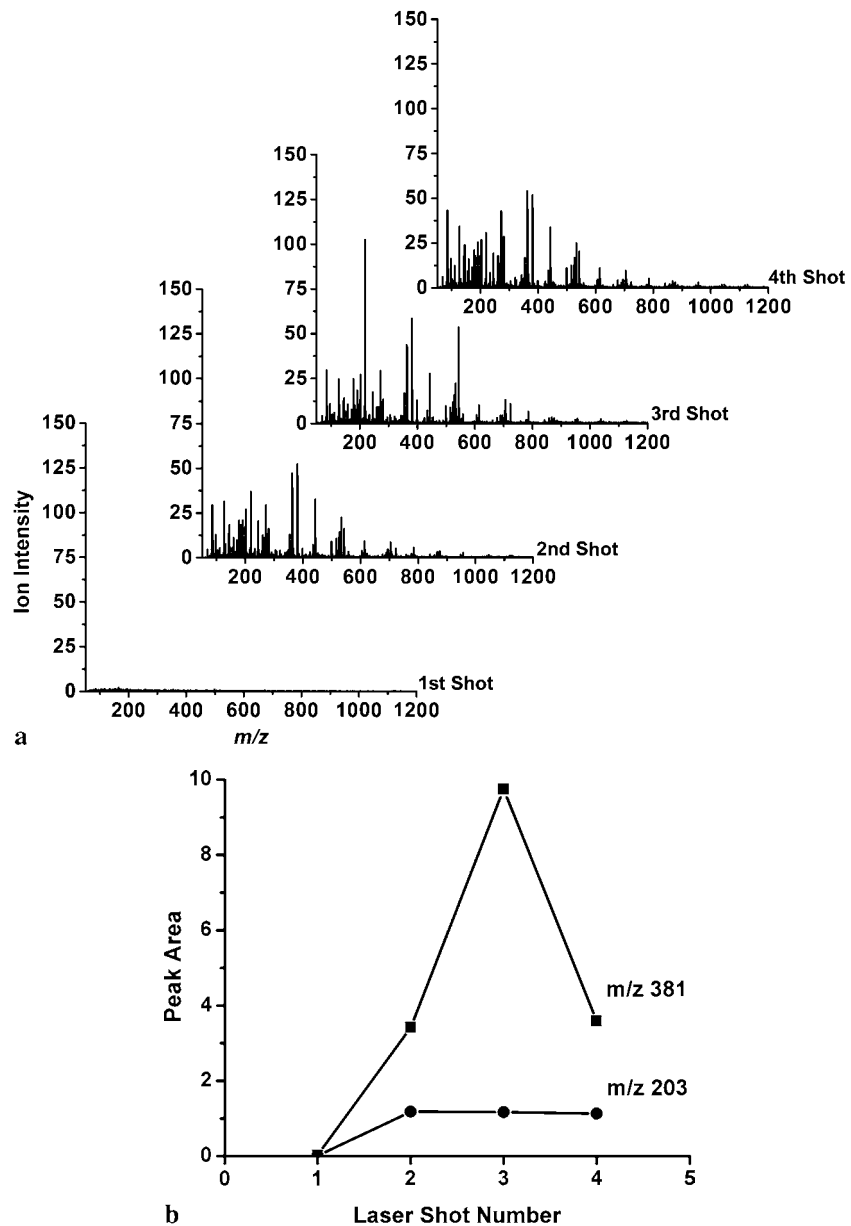 150
125
100
75
50
25
0
200 400 600 800 1000 1200
4th Shot
150
125
100
75
50
25
0
200 400 600 800 1000 1200
3rd Shot
150
125
100
75
50
25
0
200 400 600 800 1000 1200
2nd Shot
150
125
100
75
50
25
0
Ion Intensity
200 400 600 800 1000 1200
1st Shot
m/z
a
10
8
6
4
2
0
Peak Area
m/z 381
m/z 203
0 1 2 3 4 5
Laser Shot Number
b